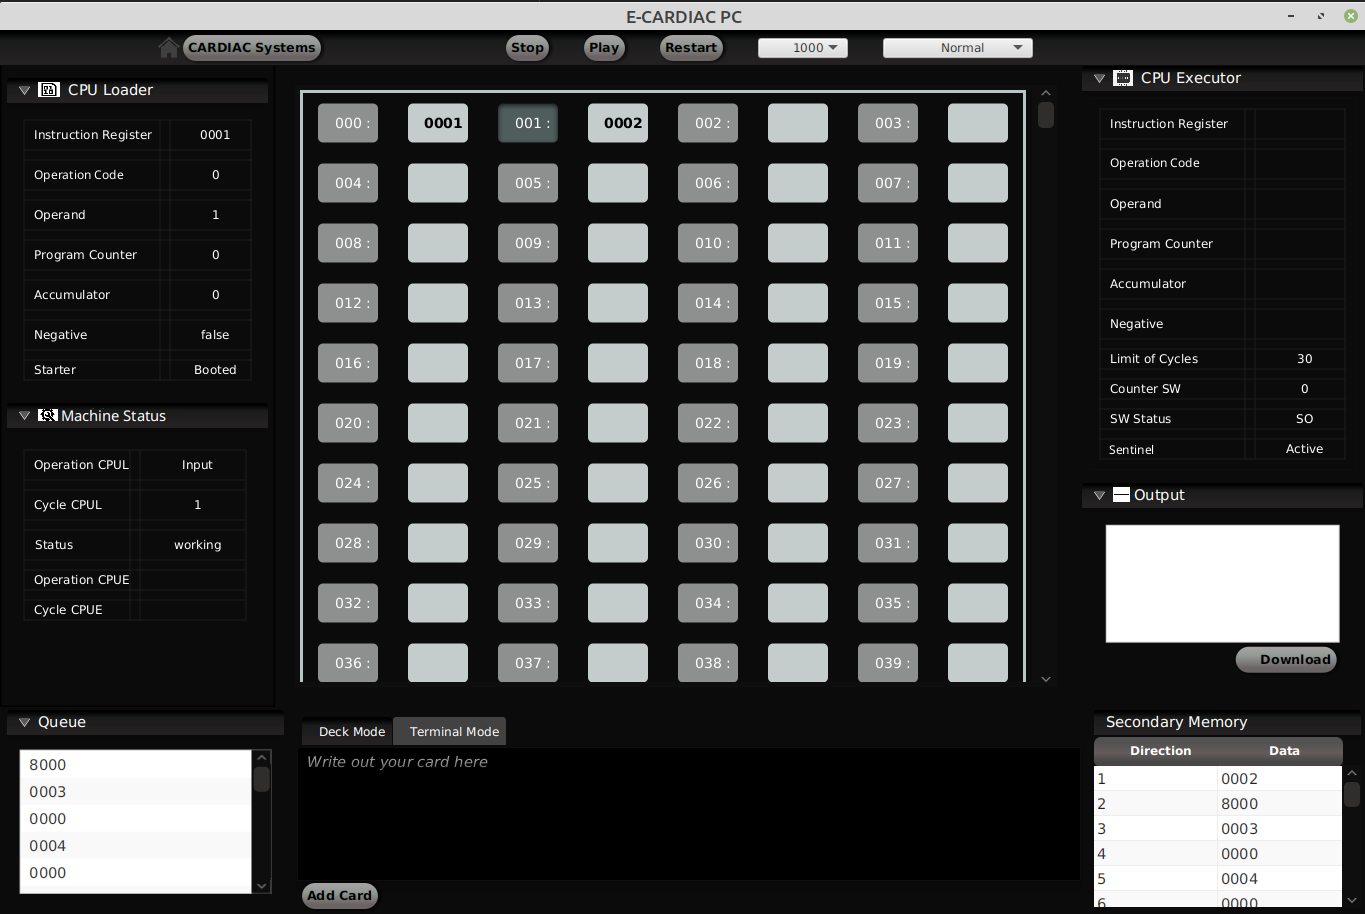 E-CARDIAC PC
CARDIAC Systems
Stop
Play
Restart
1000
Normal
CPU Loader
Instruction Register 0001
Operation Code 0
Operand 1
Program Counter 0
Accumulator 0
Negative false
Starter Booted
Machine Status
Operation CPUL Input
Cycle CPUL 1
Status working
Operation CPUE
Cycle CPUE
000 : 0001 001 : 0002 002 : 003 :
004 : 005 : 006 : 007 :
008 : 009 : 010 : 011 :
012 : 013 : 014 : 015 :
016 : 017 : 018 : 019 :
020 : 021 : 022 : 023 :
024 : 025 : 026 : 027 :
028 : 029 : 030 : 031 :
032 : 033 : 034 : 035 :
036 : 037 : 038 : 039 :
CPU Executor
Instruction Register
Operation Code
Operand
Program Counter
Accumulator
Negative
Limit of Cycles 30
Counter SW 0
SW Status SO
Sentinel Active
Output
Download
Queue
8000
0003
0000
0004
0000
Deck Mode Terminal Mode
Write out your card here
Add Card
Secondary Memory
Direction Data
1 0002
2 8000
3 0003
4 0000
5 0004
6 0000